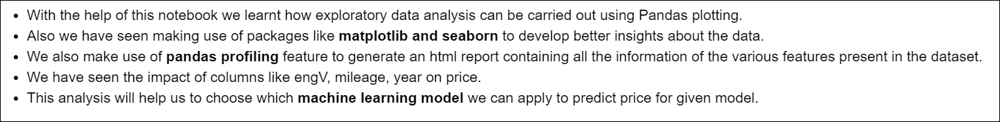 • With the help of this notebook we learnt how exploratory data analysis can be carried out using Pandas plotting.
• Also we have seen making use of packages like matplotlib and seaborn to develop better insights about the data.
• We also make use of pandas profiling feature to generate an html report containing all the information of the various features present in the dataset.
• We have seen the impact of columns like engV, mileage, year on price.
• This analysis will help us to choose which machine learning model we can apply to predict price for given model.